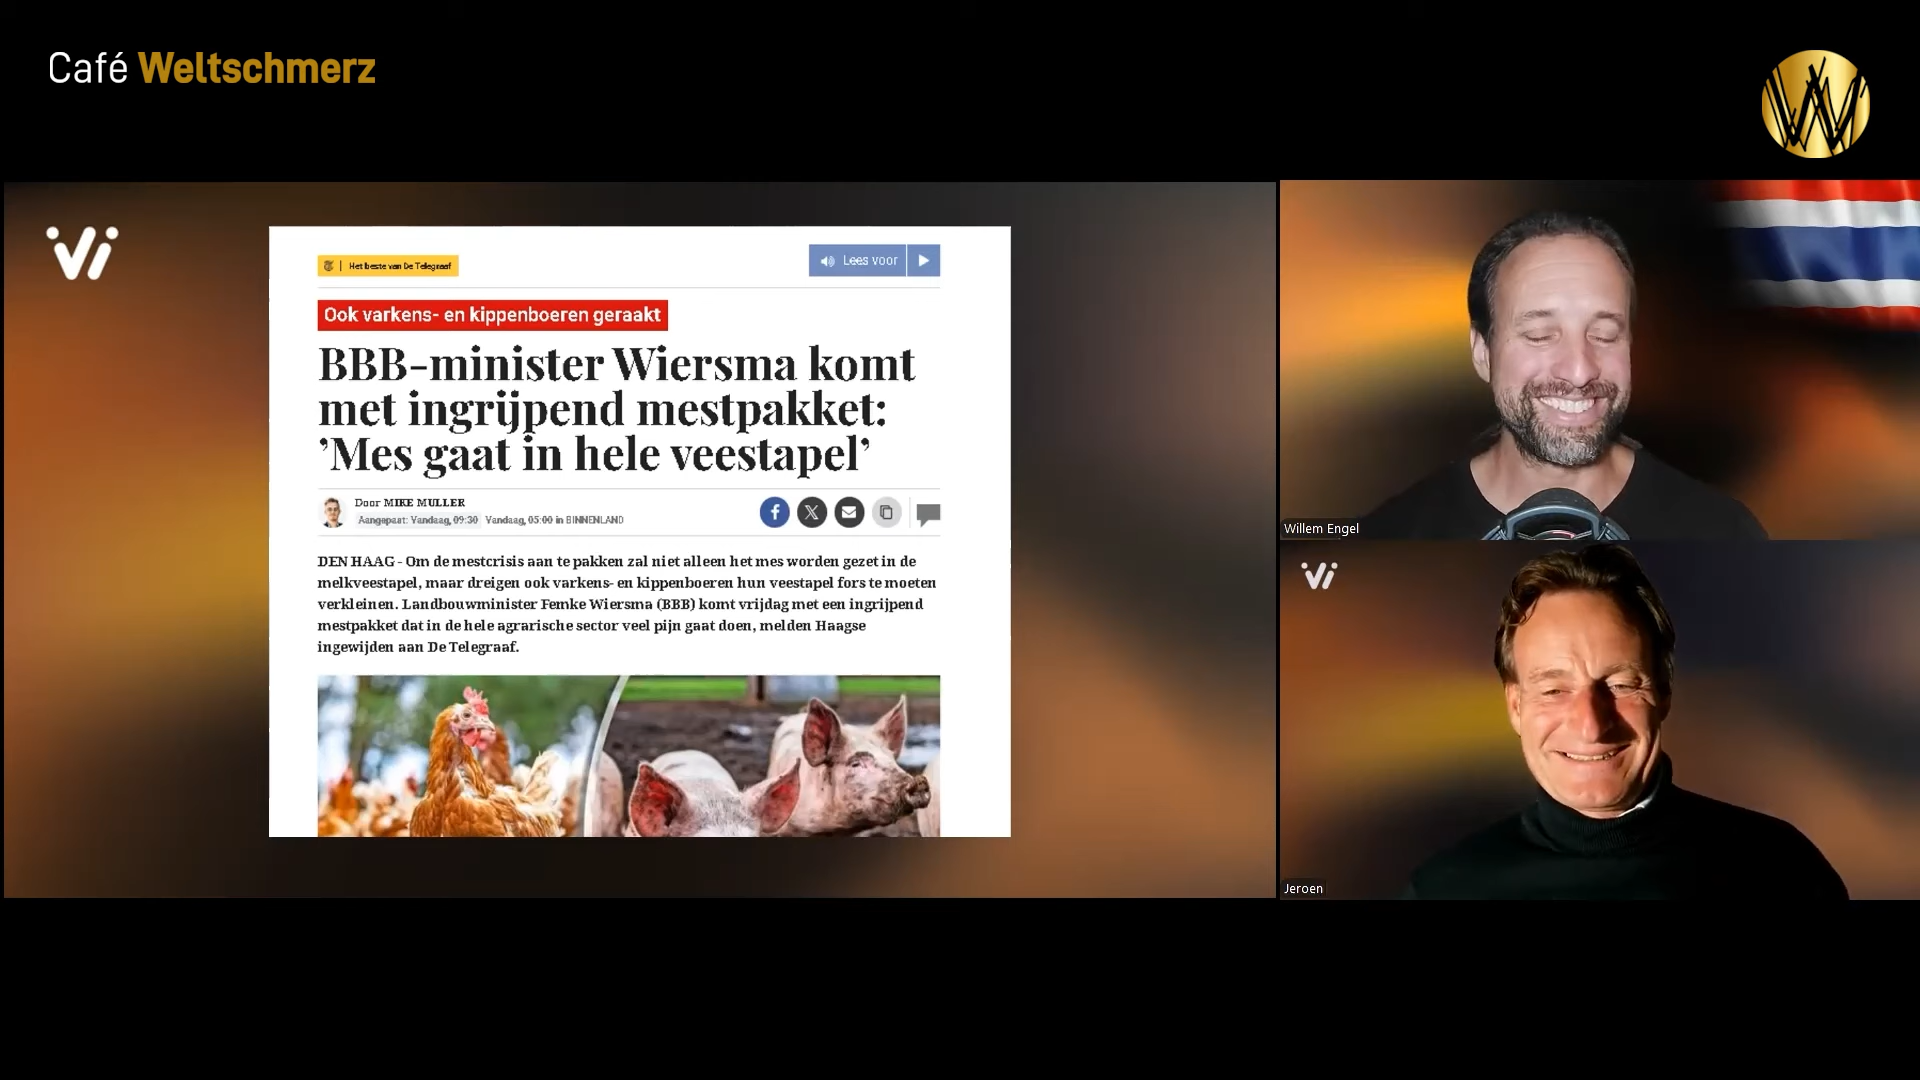 Café Weltschmerz
Het beste van De Telegraaf
Lees voor
Ook varkens- en kippenboeren geraakt
BBB-minister Wiersma komt
met ingrijpend mestpakket:
’Mes gaat in hele veestapel’
Door MIKE MULLER
Aangepast: Vandaag, 09:30 Vandaag, 05:00 in BINNENLAND
DEN HAAG - Om de mestcrisis aan te pakken zal niet alleen het mes worden gezet in de
melkveestapel, maar dreigen ook varkens- en kippenboeren hun veestapel fors te moeten
verkleinen. Landbouwminister Femke Wiersma (BBB) komt vrijdag met een ingrijpend
mestpakket dat in de hele agrarische sector veel pijn gaat doen, melden Haagse
ingewijden aan De Telegraaf.
Willem Engel
Jeroen